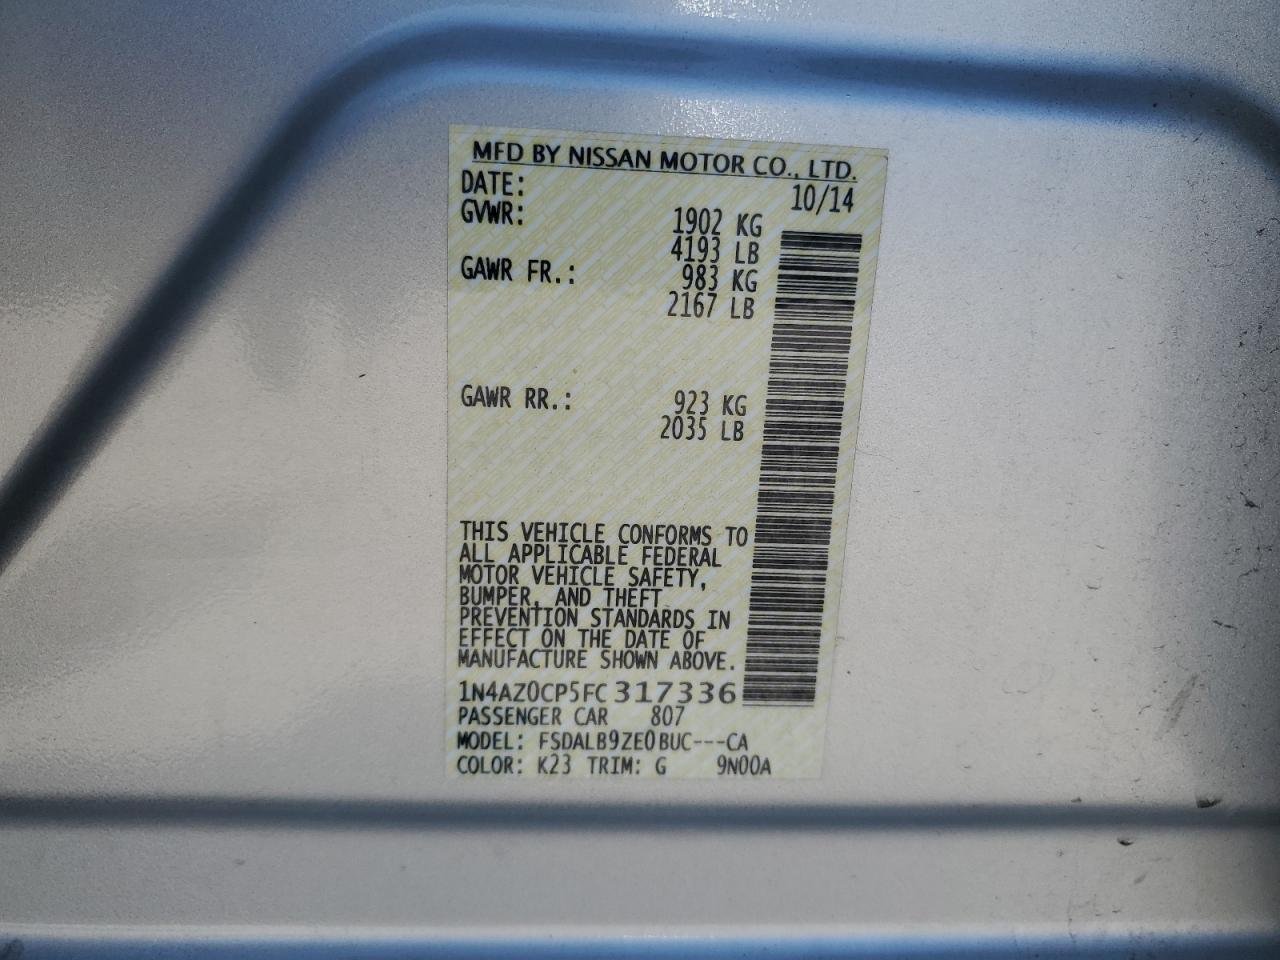 MFD BY NISSAN MOTOR CO., LTD.
DATE: 10/14
GVWR: 1902 KG
4193 LB
GAWR FR.: 983 KG
2167 LB
GAWR RR.: 923 KG
2035 LB
THIS VEHICLE CONFORMS TO
ALL APPLICABLE FEDERAL
MOTOR VEHICLE SAFETY,
BUMPER, AND THEFT
PREVENTION STANDARDS IN
EFFECT ON THE DATE OF
MANUFACTURE SHOWN ABOVE.
1N4AZ0CP5FC317336
PASSENGER CAR 807
MODEL: FSDALB9ZE0BUC---CA
COLOR: K23 TRIM: G 9N00A